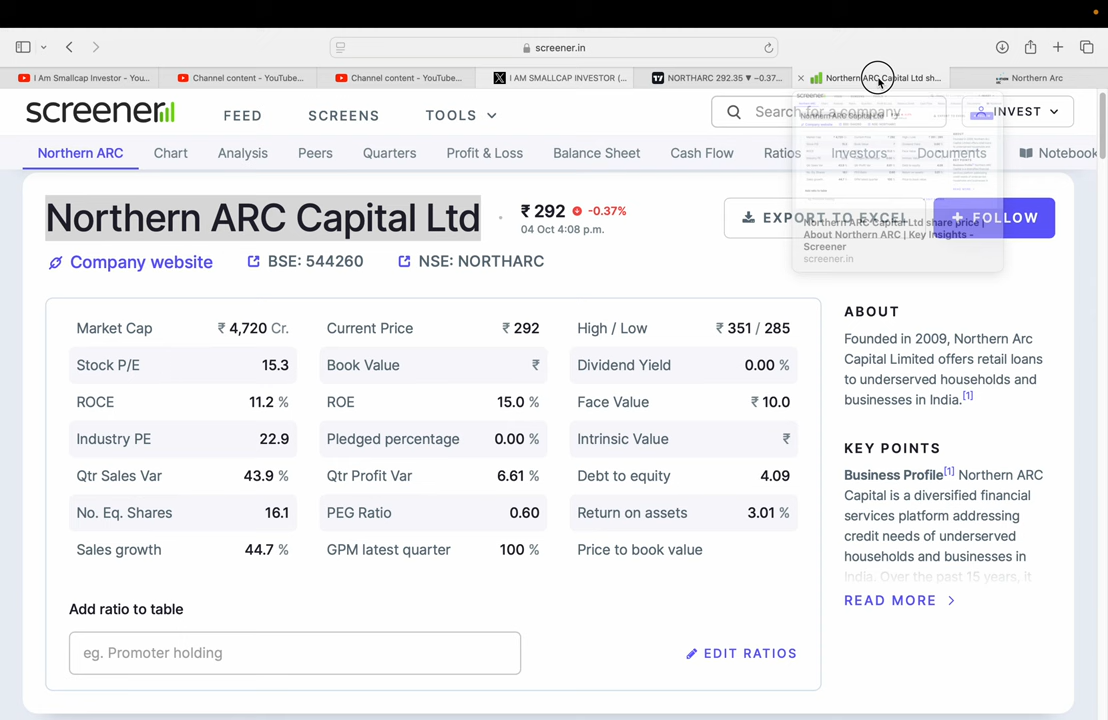 screener.in
I Am Smallcap Investor - You...
Channel content - YouTube...
Channel content - YouTube...
I AM SMALLCAP INVESTOR (...
NORTHARC 292.35 ▼ −0.37...
Northern ARC Capital Ltd sh...
Northern Arc
screener
FEED
SCREENS
TOOLS
Search for a company
INVEST
Northern ARC
Chart
Analysis
Peers
Quarters
Profit & Loss
Balance Sheet
Cash Flow
Ratios
Investors
Documents
Notebook
Northern ARC Capital Ltd
₹ 292
-0.37%
04 Oct 4:08 p.m.
EXPORT TO EXCEL
FOLLOW
Northern ARC Capital Ltd share price |
About Northern ARC | Key Insights -
Screener
screener.in
Company website
BSE: 544260
NSE: NORTHARC
Market Cap ₹ 4,720 Cr.
Current Price ₹ 292
High / Low ₹ 351 / 285
Stock P/E 15.3
Book Value ₹
Dividend Yield 0.00 %
ROCE 11.2 %
ROE 15.0 %
Face Value ₹ 10.0
Industry PE 22.9
Pledged percentage 0.00 %
Intrinsic Value ₹
Qtr Sales Var 43.9 %
Qtr Profit Var 6.61 %
Debt to equity 4.09
No. Eq. Shares 16.1
PEG Ratio 0.60
Return on assets 3.01 %
Sales growth 44.7 %
GPM latest quarter 100 %
Price to book value
Add ratio to table
eg. Promoter holding
EDIT RATIOS
ABOUT
Founded in 2009, Northern Arc
Capital Limited offers retail loans
to underserved households and
businesses in India.[1]
KEY POINTS
Business Profile[1] Northern ARC
Capital is a diversified financial
services platform addressing
credit needs of underserved
households and businesses in
India. Over the past 15 years, it
READ MORE